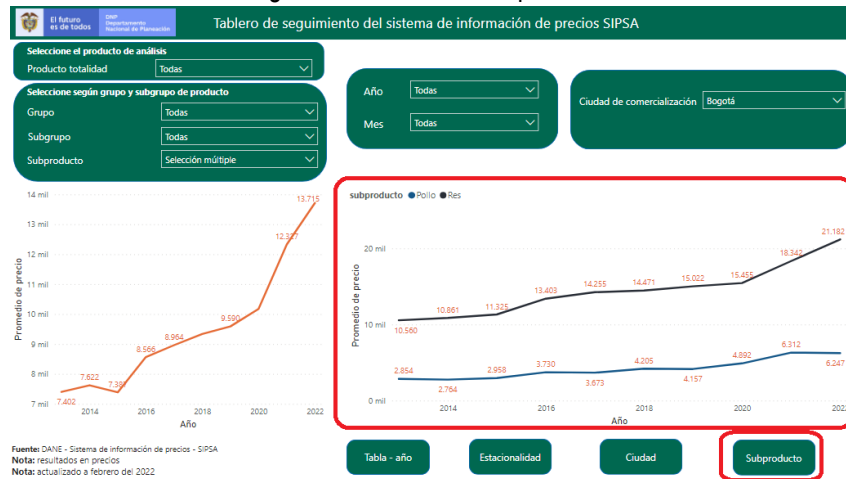 El futuro
es de todos
DNP
Departamento
Nacional de Planeación
Tablero de seguimiento del sistema de información de precios SIPSA
Seleccione el producto de análisis
Producto totalidad Todas
Seleccione según grupo y subgrupo de producto
Grupo Todas
Subgrupo Todas
Subproducto Selección múltiple
Año Todas
Mes Todas
Ciudad de comercialización Bogotá
14 mil
13 mil
12 mil
11 mil
10 mil
9 mil
8 mil
7 mil
Promedio de precio
7.402
7.622
8.566
8.964
9.590
13.715
2014 2016 2018 2020 2022
Año
subproducto Pollo Res
20 mil
10 mil
0 mil
Promedio de precio
10.560
10.861
11.325
13.403
14.255
14.471
15.022
15.455
18.342
21.182
2.854
2.764
2.958
3.730
3.673
4.205
4.157
4.892
6.312
6.247
2014 2016 2018 2020
Año
Fuente: DANE - Sistema de información de precios - SIPSA
Nota: resultados en precios
Nota: actualizado a febrero del 2022
Tabla - año
Estacionalidad
Ciudad
Subproducto